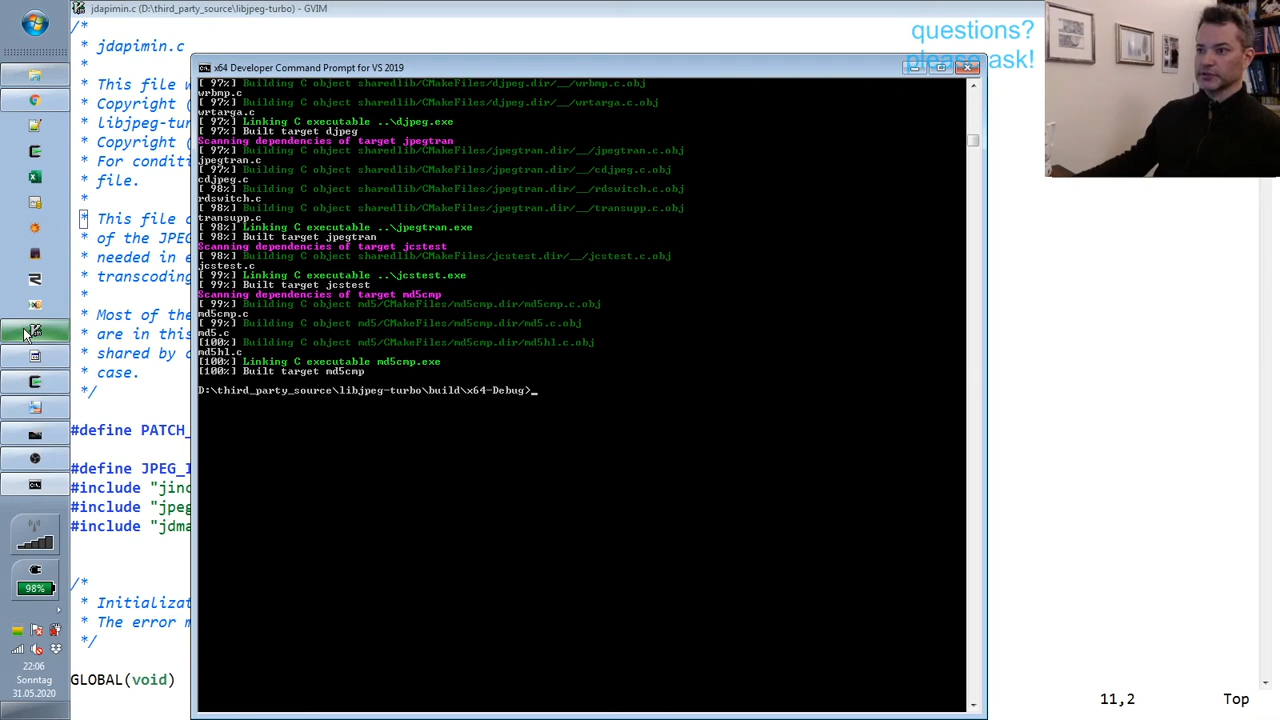 jdapimin.c (D:\third_party_source\libjpeg-turbo) - GVIM
questions?
please ask!
/*
* jdapimin.c
*
* This file w
* Copyright (
* libjpeg-tur
* Copyright (
* For conditi
* file.
*
* This file c
* of the JPEG
* needed in e
* transcoding
*
* Most of the
* are in this
* shared by c
* case.
*/
#define PATCH_
#define JPEG_I
#include "jinc
#include "jpeg
#include "jdma
/*
* Initializat
* The error m
*/
GLOBAL(void)
11,2
Top
x64 Developer Command Prompt for VS 2019
[ 97%] Building C object sharedlib/CMakeFiles/djpeg.dir/__/wrbmp.c.obj
wrbmp.c
[ 97%] Building C object sharedlib/CMakeFiles/djpeg.dir/__/wrtarga.c.obj
wrtarga.c
[ 97%] Linking C executable ..\djpeg.exe
[ 97%] Built target djpeg
Scanning dependencies of target jpegtran
[ 97%] Building C object sharedlib/CMakeFiles/jpegtran.dir/__/jpegtran.c.obj
jpegtran.c
[ 97%] Building C object sharedlib/CMakeFiles/jpegtran.dir/__/cdjpeg.c.obj
cdjpeg.c
[ 98%] Building C object sharedlib/CMakeFiles/jpegtran.dir/__/rdswitch.c.obj
rdswitch.c
[ 98%] Building C object sharedlib/CMakeFiles/jpegtran.dir/__/transupp.c.obj
transupp.c
[ 98%] Linking C executable ..\jpegtran.exe
[ 98%] Built target jpegtran
Scanning dependencies of target jcstest
[ 98%] Building C object sharedlib/CMakeFiles/jcstest.dir/__/jcstest.c.obj
jcstest.c
[ 99%] Linking C executable ..\jcstest.exe
[ 99%] Built target jcstest
Scanning dependencies of target md5cmp
[ 99%] Building C object md5/CMakeFiles/md5cmp.dir/md5cmp.c.obj
md5cmp.c
[ 99%] Building C object md5/CMakeFiles/md5cmp.dir/md5.c.obj
md5.c
[100%] Building C object md5/CMakeFiles/md5cmp.dir/md5hl.c.obj
md5hl.c
[100%] Linking C executable md5cmp.exe
[100%] Built target md5cmp
D:\third_party_source\libjpeg-turbo\build\x64-Debug>_
98%
22:06
Sonntag
31.05.2020